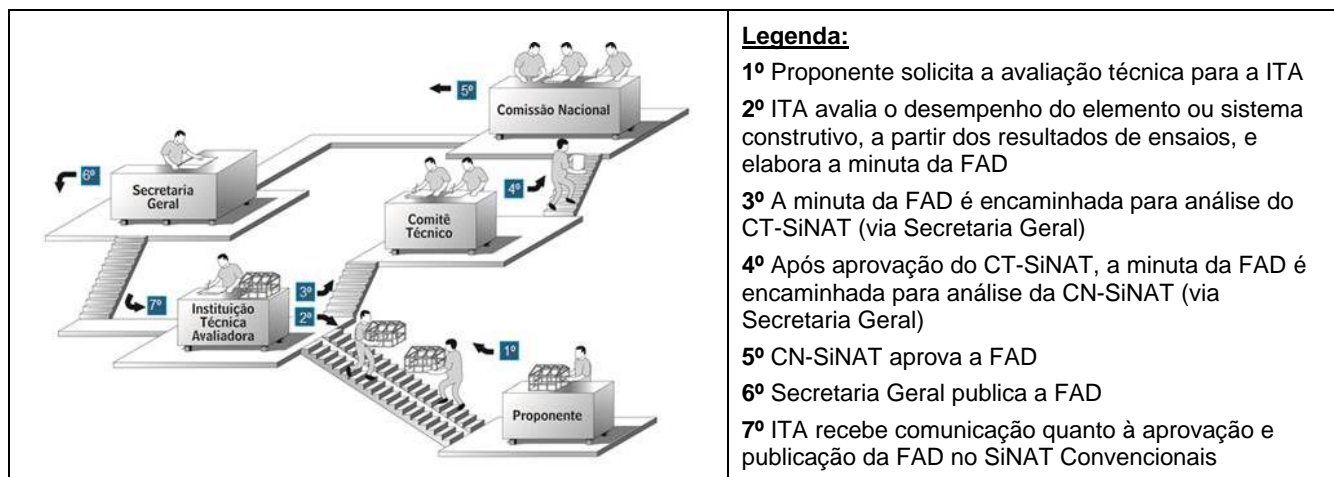 5º
Comissão Nacional
6º
Secretaria
Geral
4º
Comitê
Técnico
7º
Instituição
Técnica
Avaliadora
3º
2º
1º
Proponente
Legenda:
1º Proponente solicita a avaliação técnica para a ITA
2º ITA avalia o desempenho do elemento ou sistema
construtivo, a partir dos resultados de ensaios, e
elabora a minuta da FAD
3º A minuta da FAD é encaminhada para análise do
CT-SiNAT (via Secretaria Geral)
4º Após aprovação do CT-SiNAT, a minuta da FAD é
encaminhada para análise da CN-SiNAT (via
Secretaria Geral)
5º CN-SiNAT aprova a FAD
6º Secretaria Geral publica a FAD
7º ITA recebe comunicação quanto à aprovação e
publicação da FAD no SiNAT Convencionais